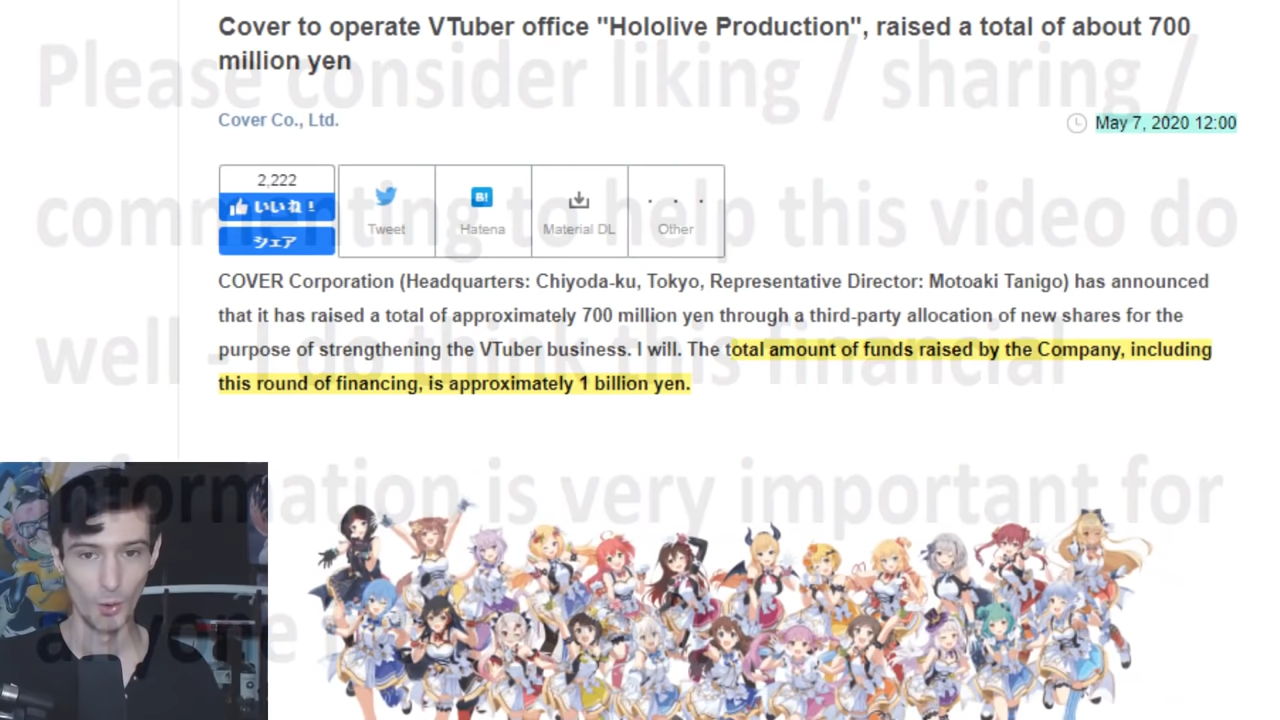 Cover to operate VTuber office "Hololive Production", raised a total of about 700
million yen
Please consider liking / sharing /
Cover Co., Ltd.
May 7, 2020 12:00
2,222
いいね！
シェア
Tweet
B!
Hatena
Material DL
Other
commenting to help this video do
COVER Corporation (Headquarters: Chiyoda-ku, Tokyo, Representative Director: Motoaki Tanigo) has announced
that it has raised a total of approximately 700 million yen through a third-party allocation of new shares for the
purpose of strengthening the VTuber business. I will. The total amount of funds raised by the Company, including
this round of financing, is approximately 1 billion yen.
well - I do think this financial
information is very important for
anyone